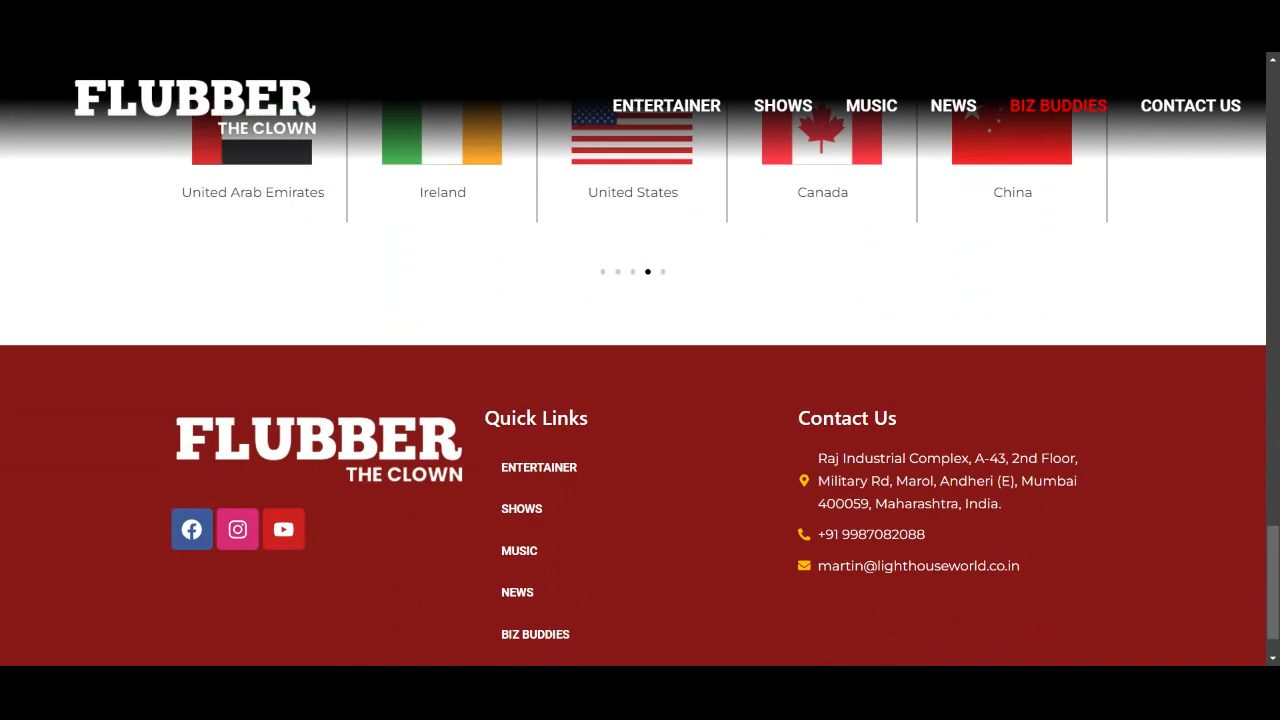 FLUBBER
THE CLOWN
ENTERTAINER SHOWS MUSIC NEWS BIZ BUDDIES CONTACT US
United Arab Emirates Ireland United States Canada China
FLUBBER
THE CLOWN
Quick Links
ENTERTAINER
SHOWS
MUSIC
NEWS
BIZ BUDDIES
Contact Us
Raj Industrial Complex, A-43, 2nd Floor,
Military Rd, Marol, Andheri (E), Mumbai
400059, Maharashtra, India.
+91 9987082088
martin@lighthouseworld.co.in